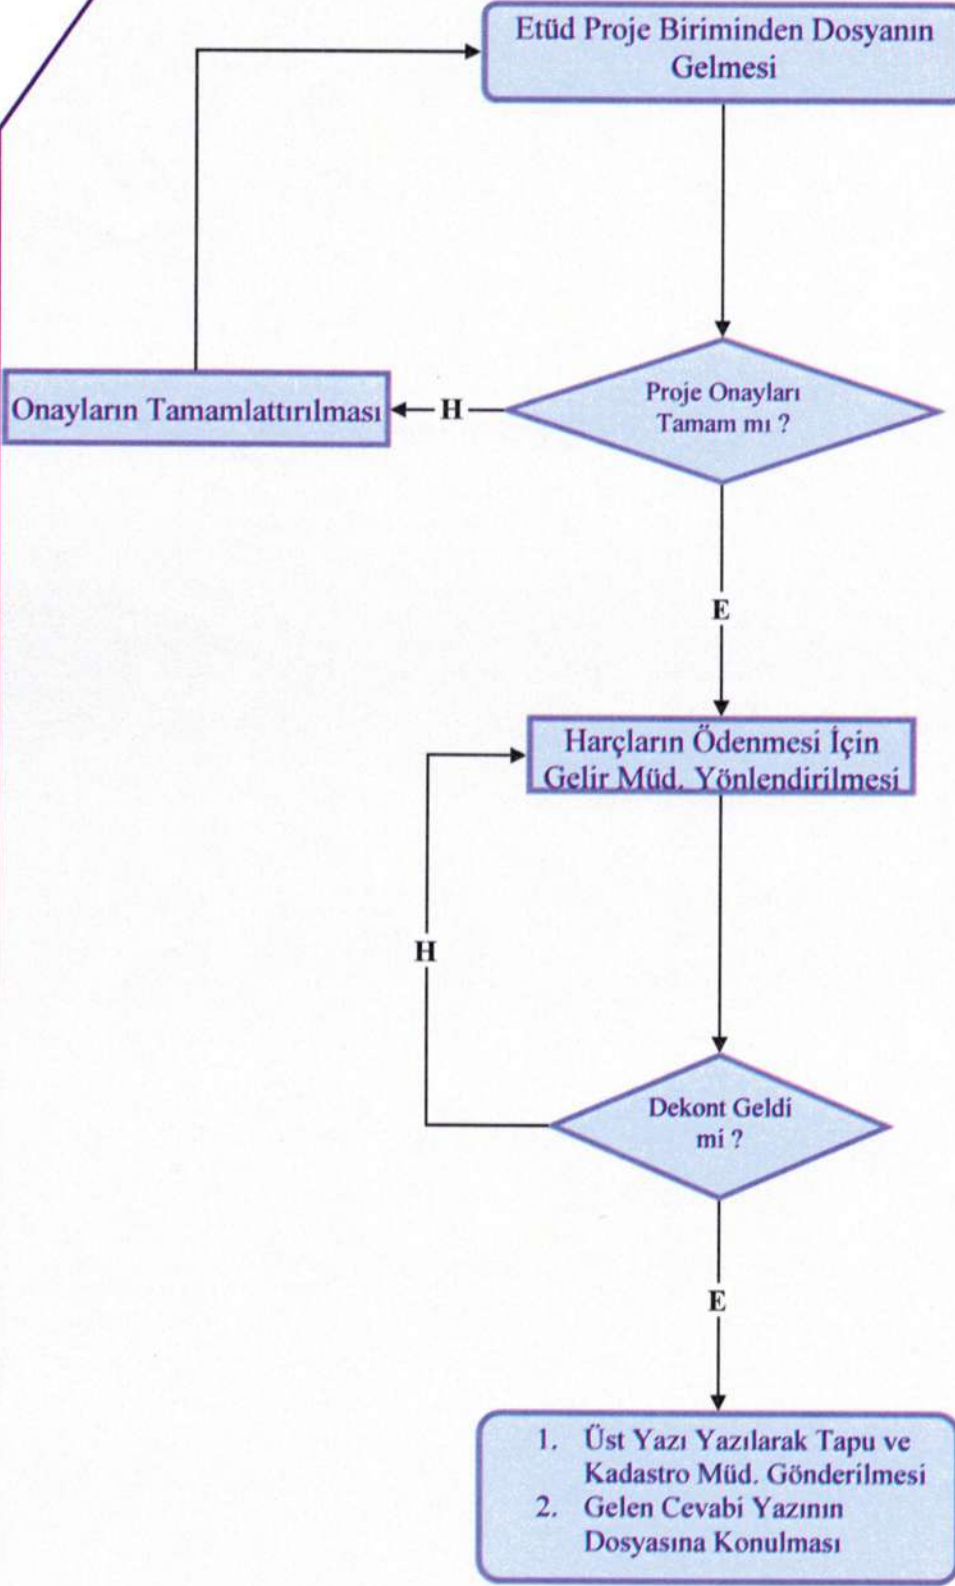 Etüd Proje Biriminden Dosyanın
Gelmesi
Proje Onayları
Tamam mı ?
H
Onayların Tamamlattırılması
E
Harçların Ödenmesi İçin
Gelir Müd. Yönlendirilmesi
H
Dekont Geldi
mi ?
E
1. Üst Yazı Yazılarak Tapu ve
Kadastro Müd. Gönderilmesi
2. Gelen Cevabi Yazının
Dosyasına Konulması